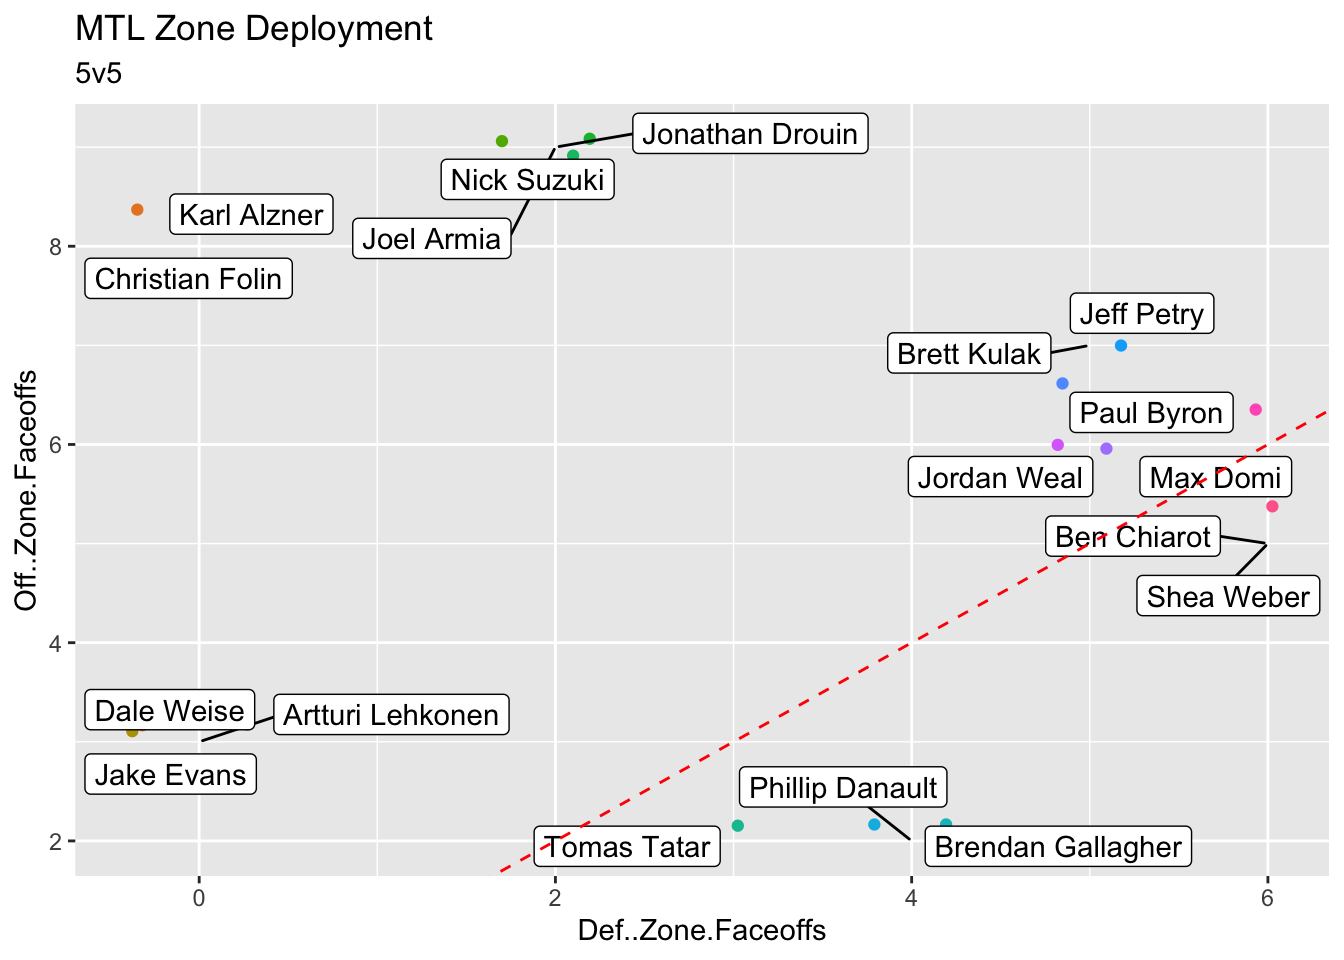 MTL Zone Deployment
5v5
Off..Zone.Faceoffs
8
6
4
2
Jonathan Drouin
Nick Suzuki
Karl Alzner
Joel Armia
Christian Folin
Jeff Petry
Brett Kulak
Paul Byron
Jordan Weal
Max Domi
Ben Chiarot
Shea Weber
Dale Weise
Artturi Lehkonen
Jake Evans
Phillip Danault
Tomas Tatar
Brendan Gallagher
0
2
4
6
Def..Zone.Faceoffs